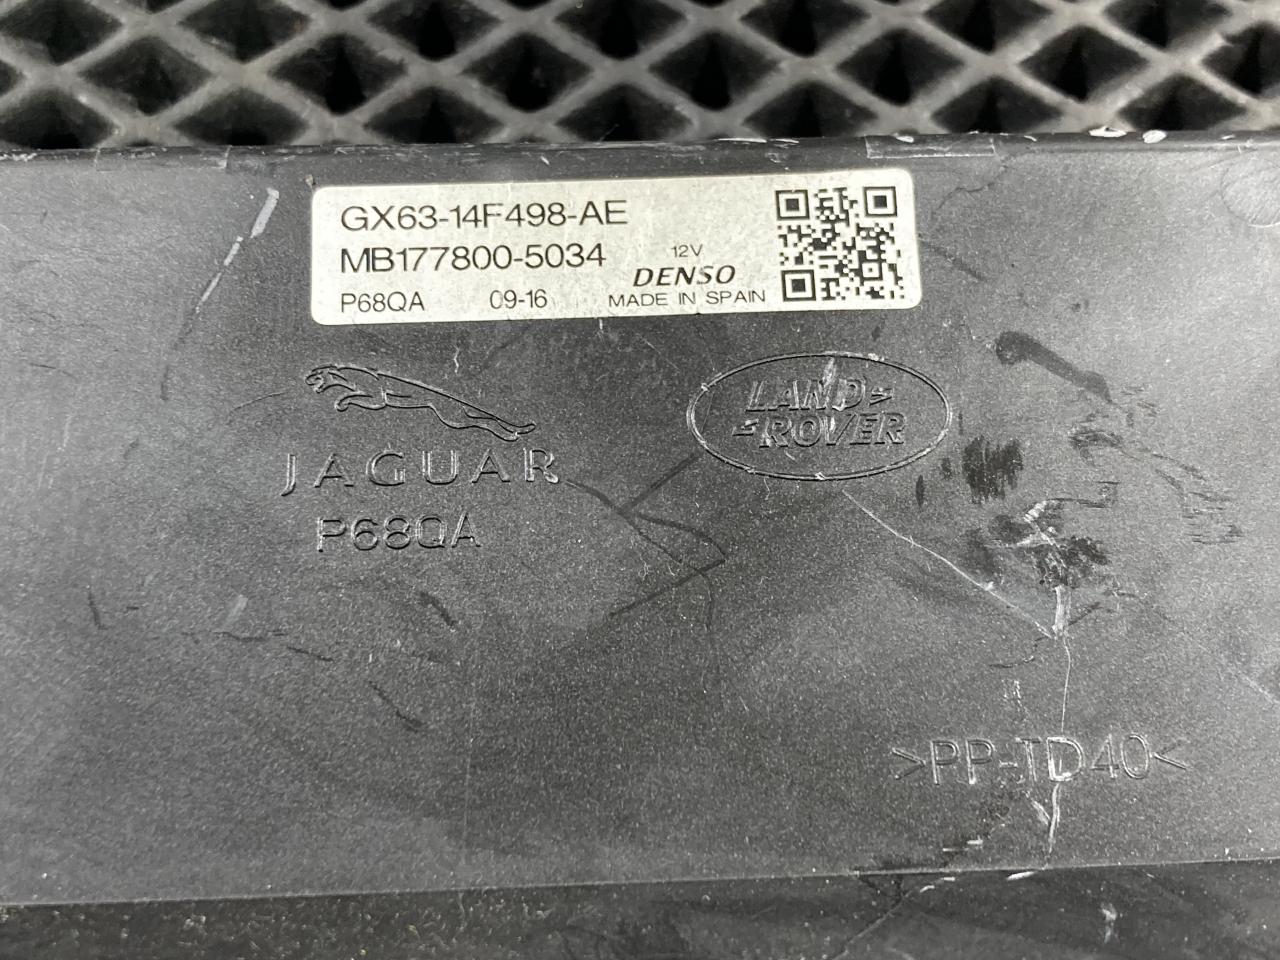 GX63-14F498-AE
MB177800-5034
12V
DENSO
P68QA 09-16 MADE IN SPAIN
JAGUAR
LAND
ROVER
P68QA
>PP-TD40<